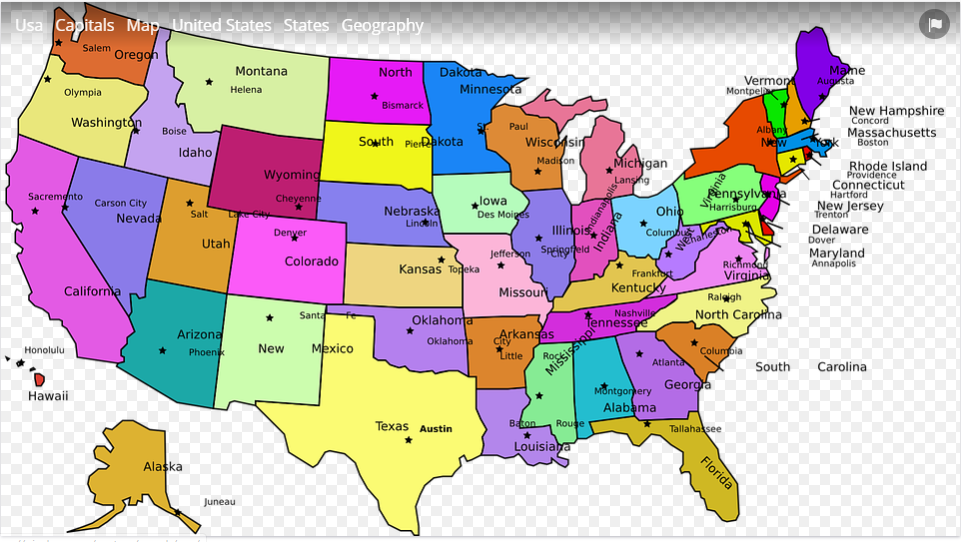 Usa Capitals Map United States States Geography
Salem Oregon
Olympia
Washington
Boise
Idaho
Montana
Helena
North Dakota
Bismarck
Minnesota
St. Paul
South Dakota
Pierre
Wisconsin
Madison
Michigan
Lansing
Maine
Augusta
Vermont
Montpelier
New Hampshire
Concord
Massachusetts
Boston
Albany
New York
Rhode Island
Providence
Connecticut
Hartford
New Jersey
Trenton
Delaware
Dover
Maryland
Annapolis
Pennsylvania
Harrisburg
Wyoming
Cheyenne
Sacramento
Carson City
Nevada
Salt Lake City
Utah
California
Denver
Colorado
Nebraska
Lincoln
Iowa
Des Moines
Illinois
Springfield
Indianapolis
Indiana
Ohio
Columbus
West Virginia
Charleston
Richmond
Virginia
Kansas
Topeka
Jefferson City
Missouri
Frankfurt
Kentucky
Nashville
Tennessee
Raleigh
North Carolina
Columbia
South Carolina
Arizona
Phoenix
Santa Fe
New Mexico
Oklahoma
Oklahoma City
Arkansas
Little Rock
Mississippi
Atlanta
Georgia
Montgomery
Alabama
Texas Austin
Baton Rouge
Louisiana
Tallahassee
Florida
Honolulu
Hawaii
Alaska
Juneau